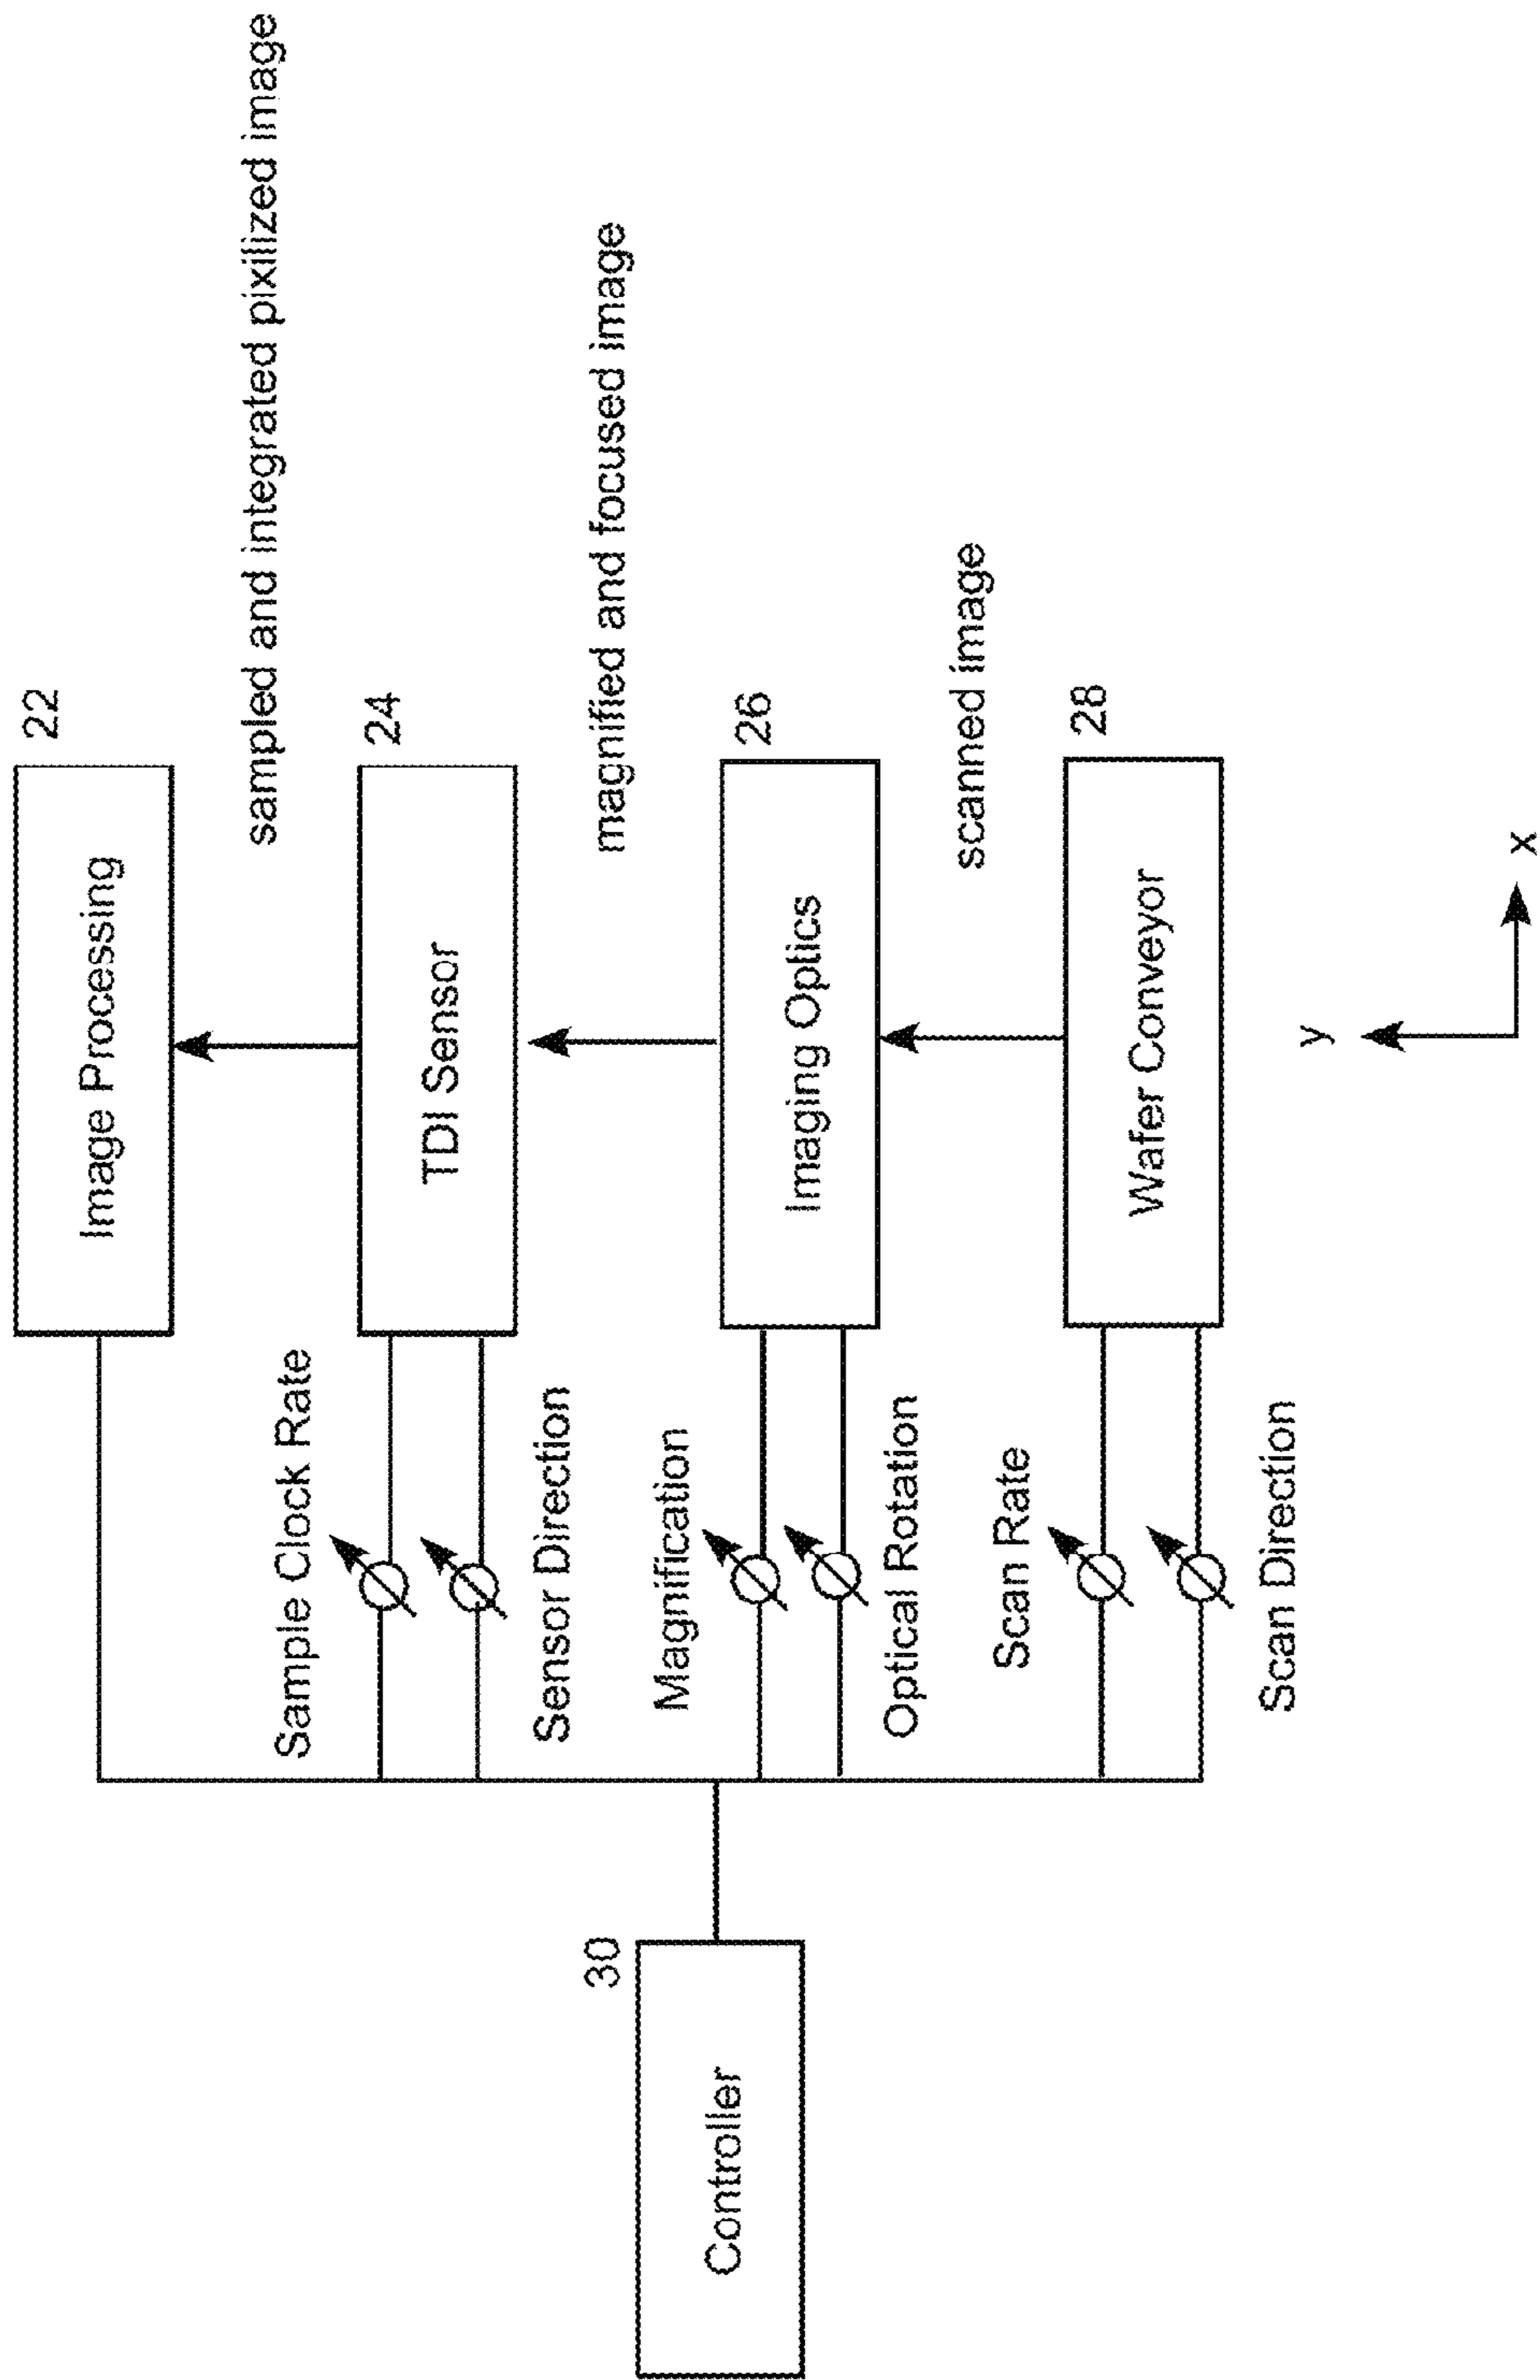 22
Image Processing
sampled and integrated pixilized image
Sample Clock Rate
24
TDI Sensor
Sensor Direction
magnified and focused image
30
Controller
Magnification
26
Imaging Optics
Optical Rotation
scanned image
Scan Rate
28
Wafer Conveyor
Scan Direction
y
x